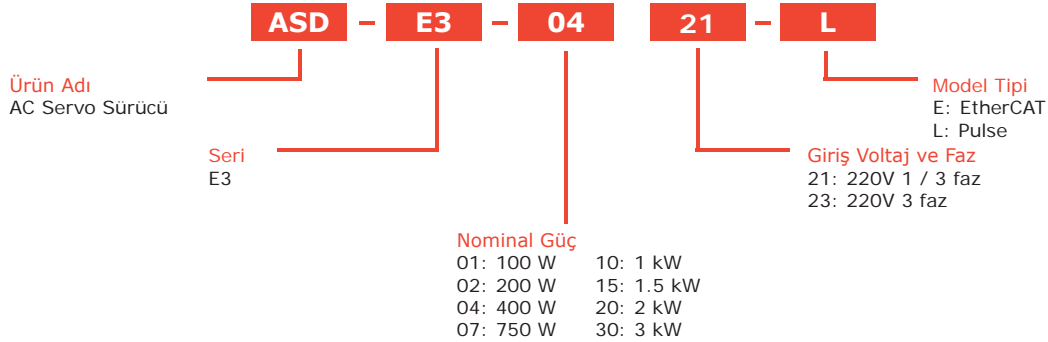 ASD - E3 - 04 21 - L
Ürün Adı
AC Servo Sürücü
Model Tipi
E: EtherCAT
L: Pulse
Seri
E3
Giriş Voltaj ve Faz
21: 220V 1 / 3 faz
23: 220V 3 faz
Nominal Güç
01: 100 W 10: 1 kW
02: 200 W 15: 1.5 kW
04: 400 W 20: 2 kW
07: 750 W 30: 3 kW